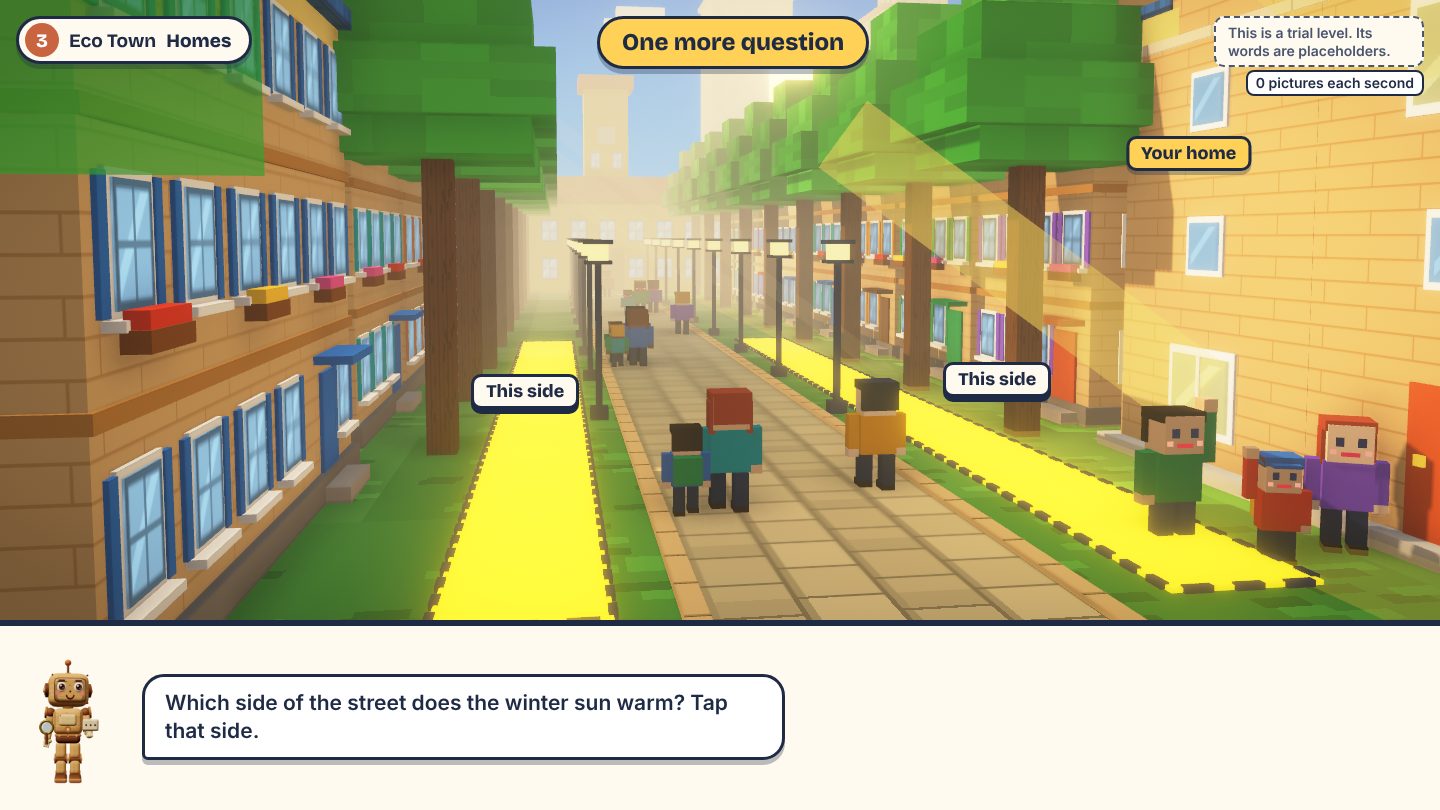 3 Eco Town Homes
One more question
This is a trial level. Its
words are placeholders.
0 pictures each second
Your home
This side
This side
Which side of the street does the winter sun warm? Tap
that side.